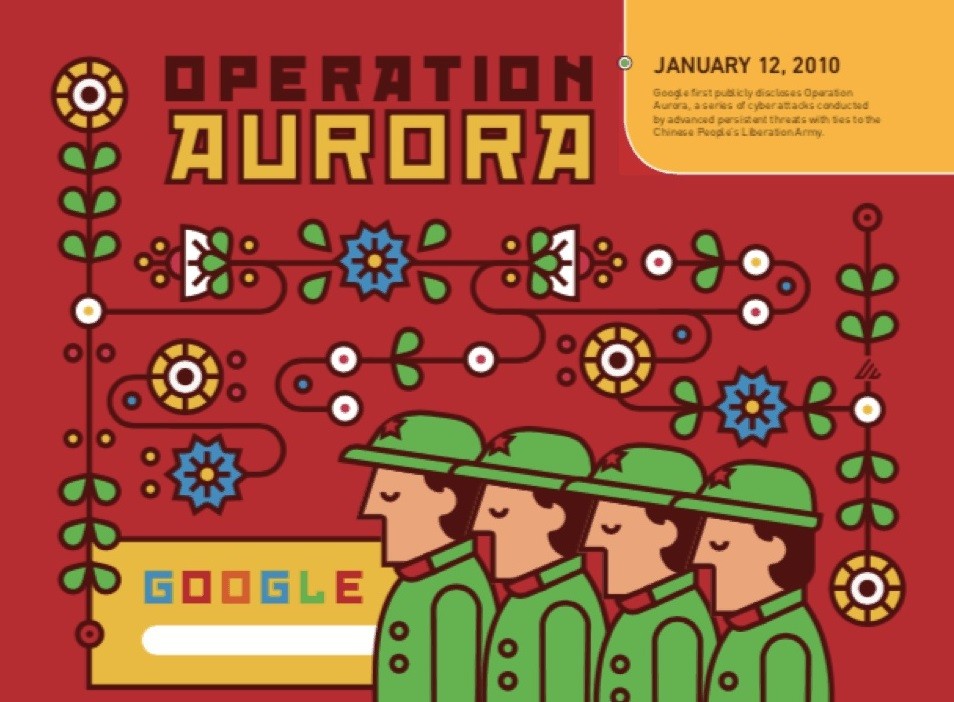 OPERATION
AURORA
JANUARY 12, 2010
Google first publicly discloses Operation
Aurora, a series of cyber attacks conducted
by advanced persistent threats with ties to the
Chinese People's Liberation Army.
GOOGLE